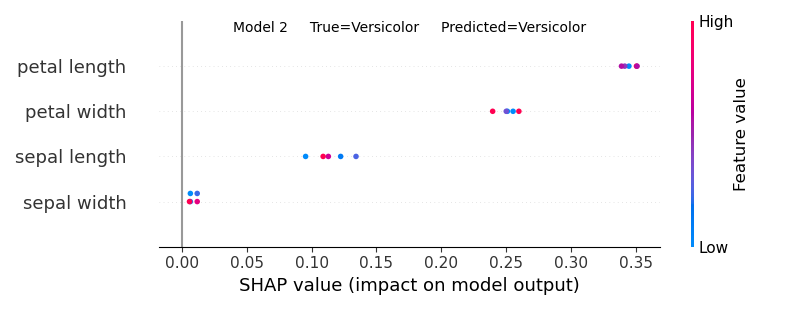 Model 2 True=Versicolor Predicted=Versicolor
High
petal length
petal width
sepal length
sepal width
Feature value
Low
0.00 0.05 0.10 0.15 0.20 0.25 0.30 0.35
SHAP value (impact on model output)